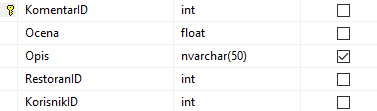 KomentarID int
Ocena float
Opis nvarchar(50)
RestoranID int
KorisnikID int